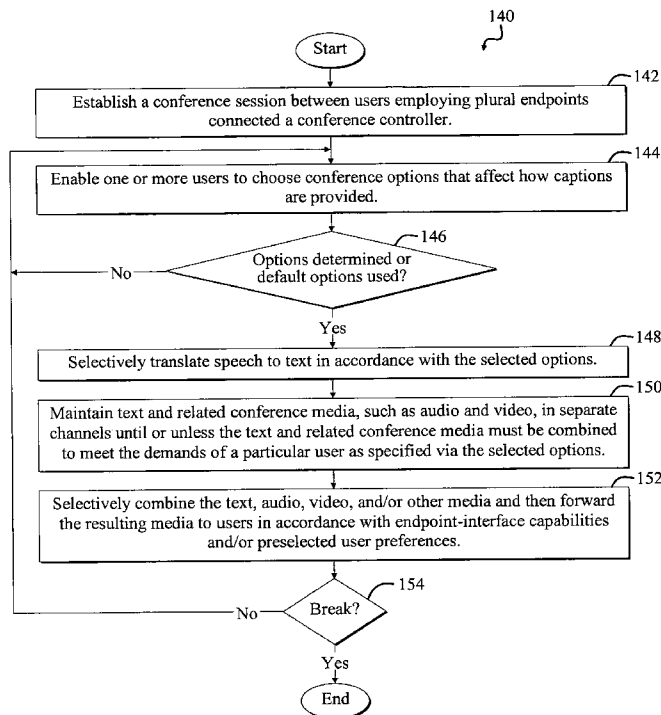 140
Start
142
Establish a conference session between users employing plural endpoints
connected a conference controller.
144
Enable one or more users to choose conference options that affect how captions
are provided.
146
Options determined or
default options used?
No
Yes
148
Selectively translate speech to text in accordance with the selected options.
150
Maintain text and related conference media, such as audio and video, in separate
channels until or unless the text and related conference media must be combined
to meet the demands of a particular user as specified via the selected options.
152
Selectively combine the text, audio, video, and/or other media and then forward
the resulting media to users in accordance with endpoint-interface capabilities
and/or preselected user preferences.
154
Break?
No
Yes
End